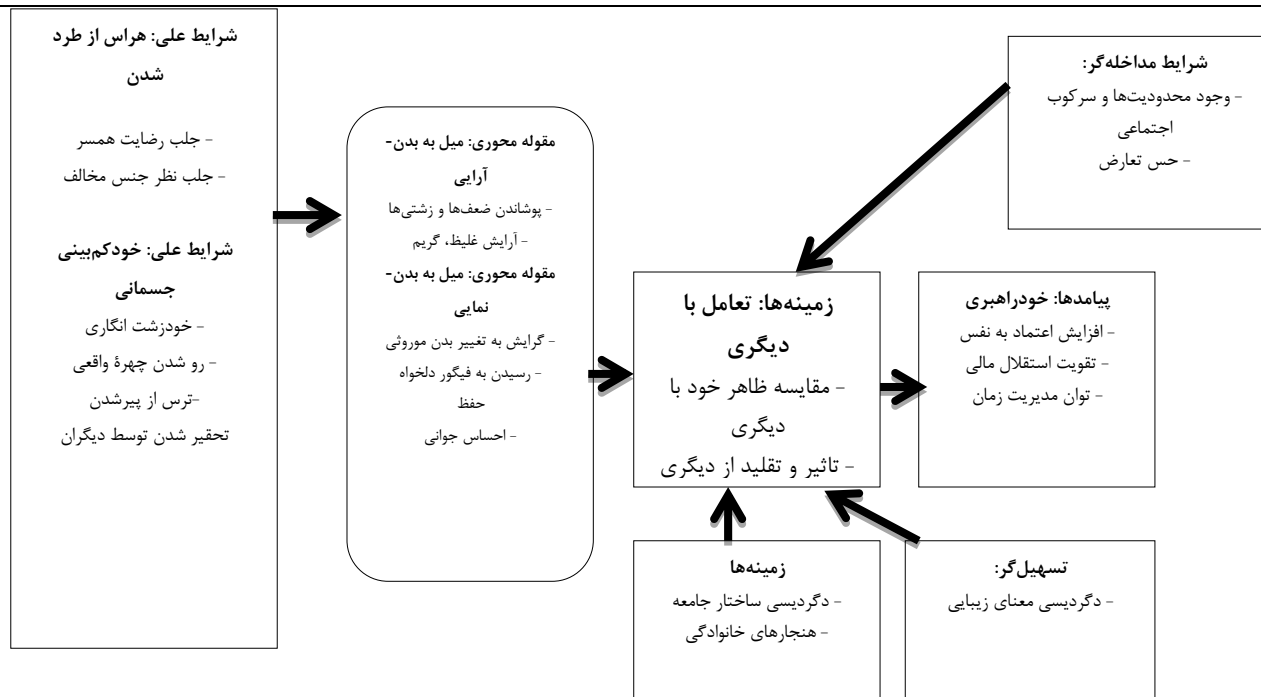 شرایط علی: هراس از طرد
شدن
- جلب رضایت همسر
- جلب نظر جنس مخالف
شرایط علی: خودکم‌بینی
جسمانی
- خودزشت انگاری
- رو شدن چهرۀ واقعی
-ترس از پیرشدن
تحقیر شدن توسط دیگران
مقوله محوری: میل به بدن-
آرایی
- پوشاندن ضعف‌ها و زشتی‌ها
- آرایش غلیظ، گریم
مقوله محوری: میل به بدن-
نمایی
- گرایش به تغییر بدن موروثی
- رسیدن به فیگور دلخواه
حفظ
- احساس جوانی
شرایط مداخله‌گر:
- وجود محدودیت‌ها و سرکوب
اجتماعی
- حس تعارض
زمینه‌ها: تعامل با
دیگری
- مقایسه ظاهر خود با
دیگری
- تاثیر و تقلید از دیگری
پیامدها: خودراهبری
- افزایش اعتماد به نفس
- تقویت استقلال مالی
- توان مدیریت زمان
زمینه‌ها
- دگردیسی ساختار جامعه
- هنجارهای خانوادگی
تسهیل‌گر:
- دگردیسی معنای زیبایی